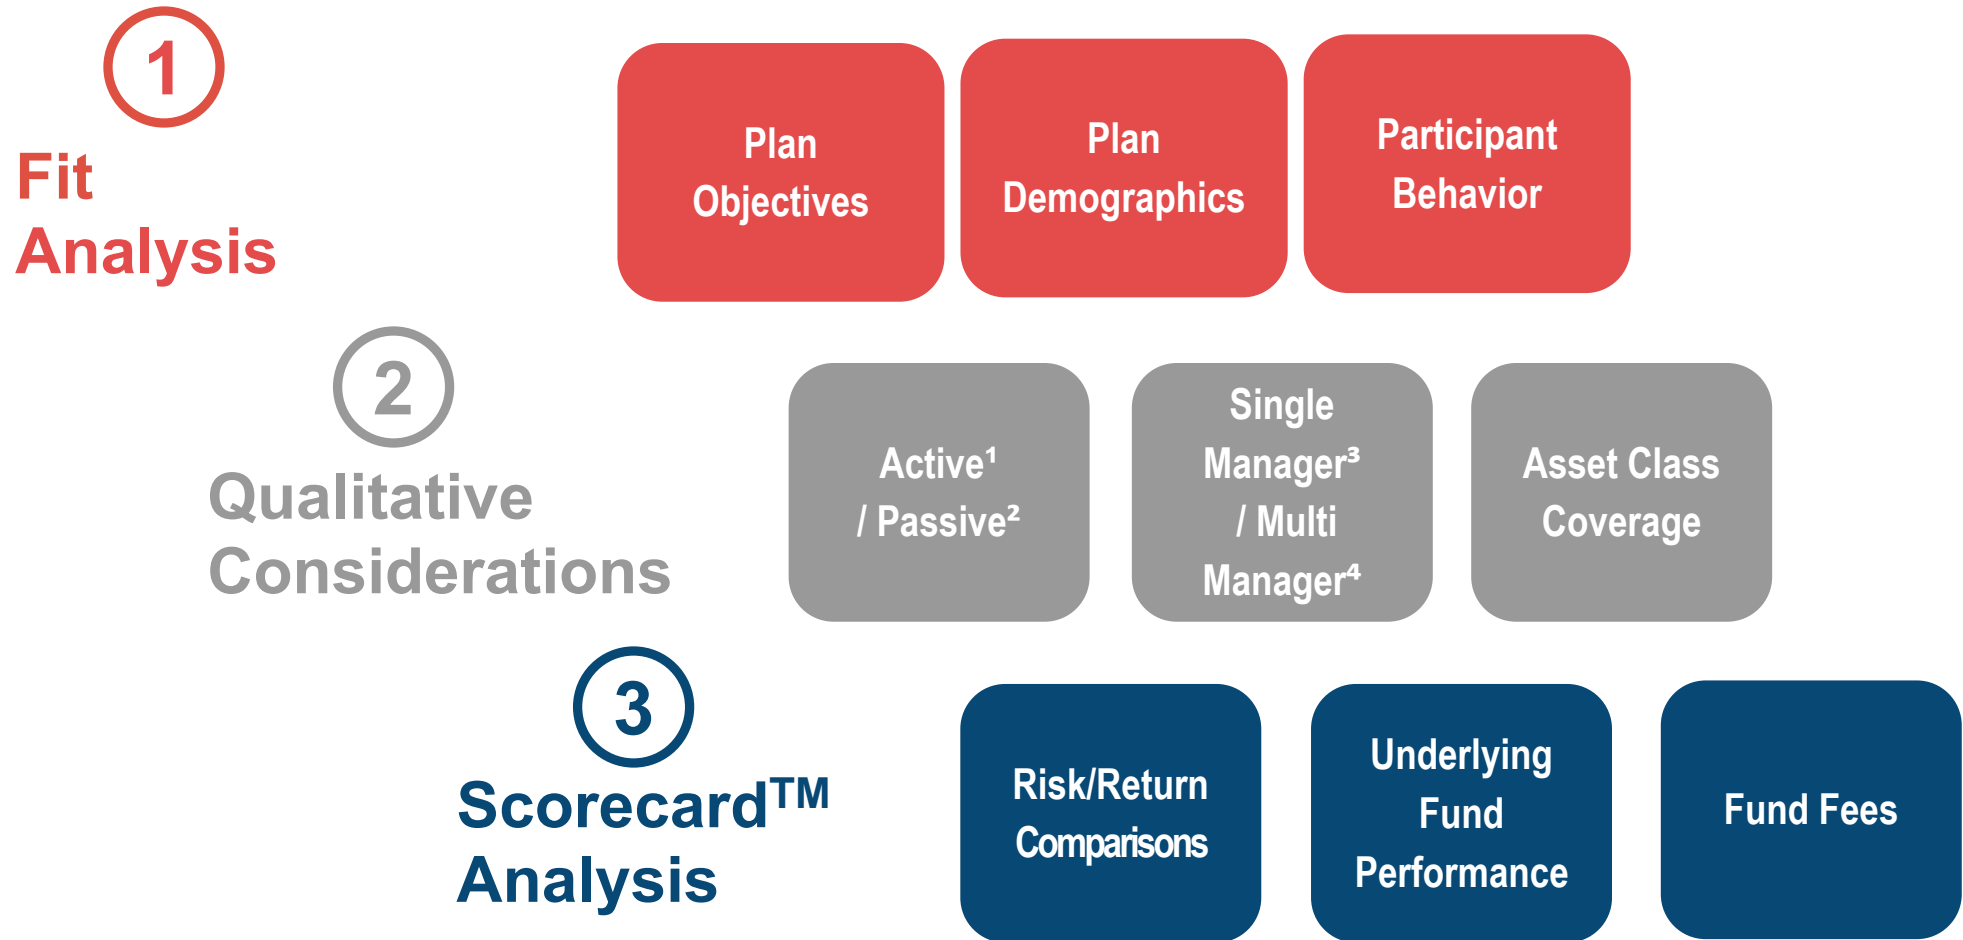 1
Fit
Analysis
Plan
Objectives
Plan
Demographics
Participant
Behavior
2
Qualitative
Considerations
Active¹
/ Passive²
Single
Manager³
/ Multi
Manager⁴
Asset Class
Coverage
3
Scorecard™
Analysis
Risk/Return
Comparisons
Underlying
Fund
Performance
Fund Fees